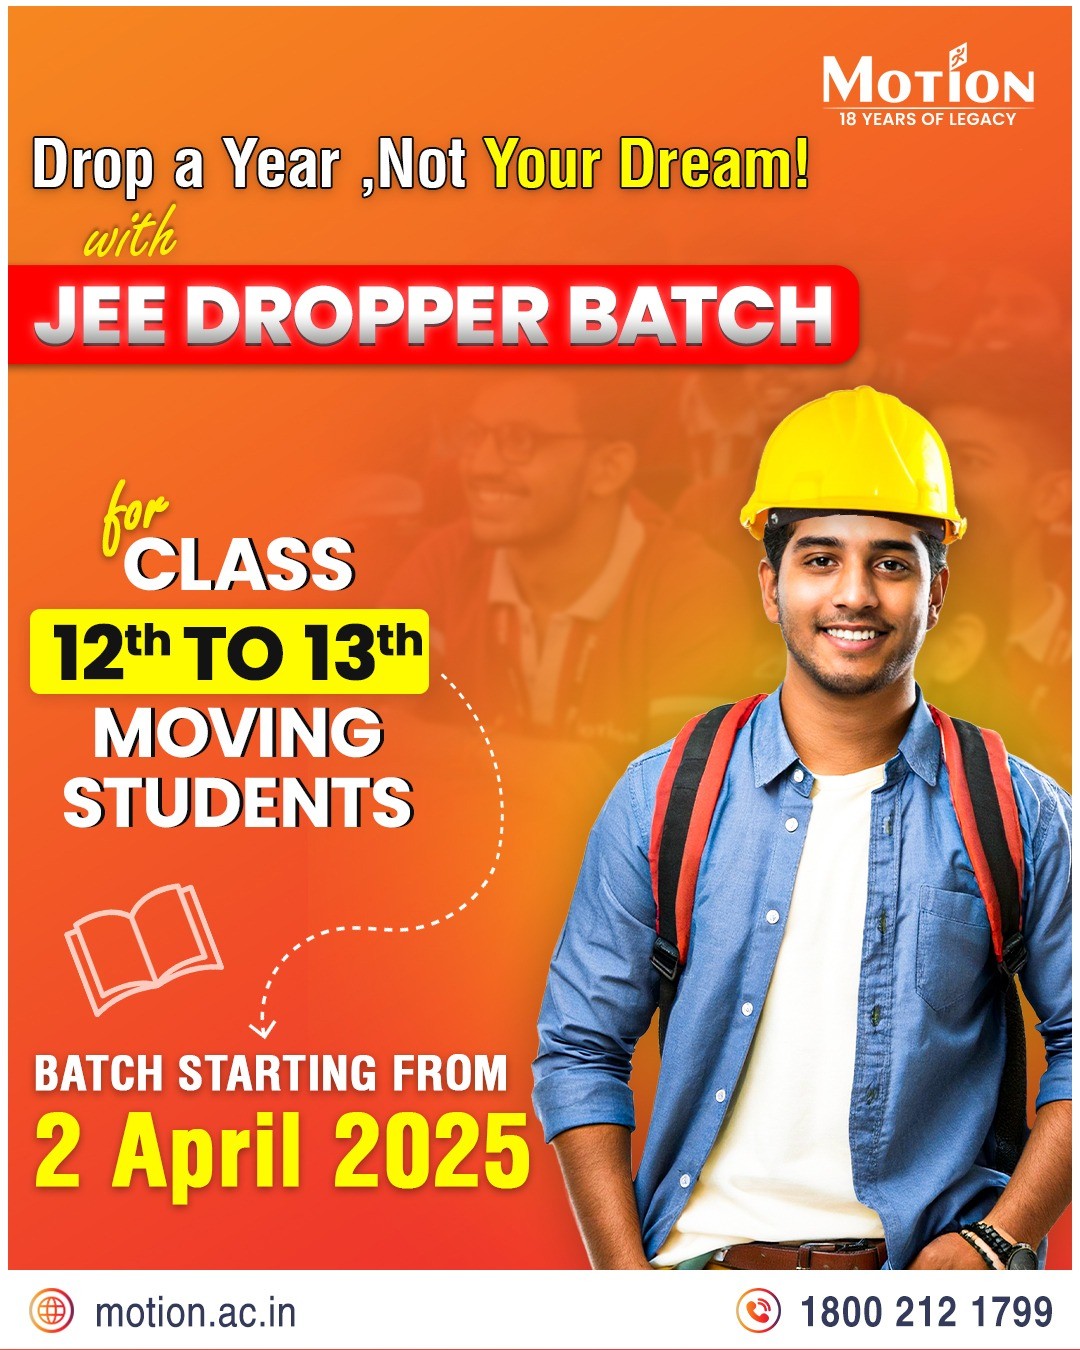 MOTION
18 YEARS OF LEGACY
Drop a Year ,Not Your Dream!
with
JEE DROPPER BATCH
for
CLASS
12th TO 13th
MOVING
STUDENTS
BATCH STARTING FROM
2 April 2025
motion.ac.in
1800 212 1799